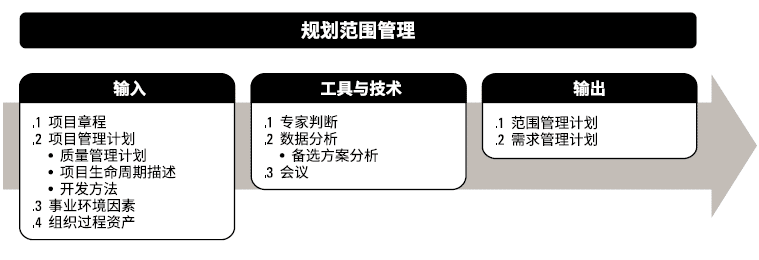 规划范围管理
输入
.1 项目章程
.2 项目管理计划
• 质量管理计划
• 项目生命周期描述
• 开发方法
.3 事业环境因素
.4 组织过程资产
工具与技术
.1 专家判断
.2 数据分析
• 备选方案分析
.3 会议
输出
.1 范围管理计划
.2 需求管理计划